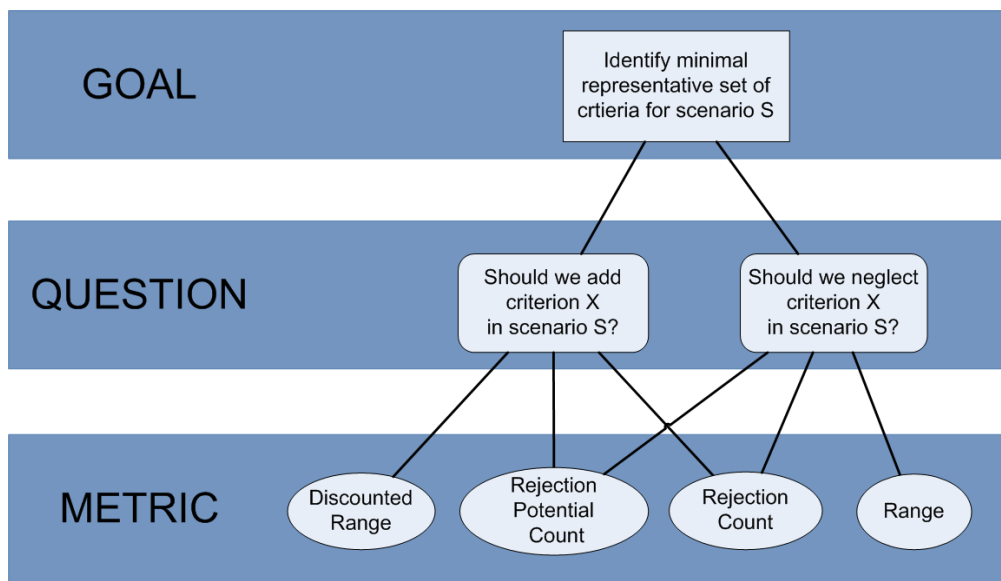 GOAL
Identify minimal
representative set of
crtieria for scenario S
QUESTION
Should we add
criterion X
in scenario S?
Should we neglect
criterion X
in scenario S?
METRIC
Discounted
Range
Rejection
Potential
Count
Rejection
Count
Range